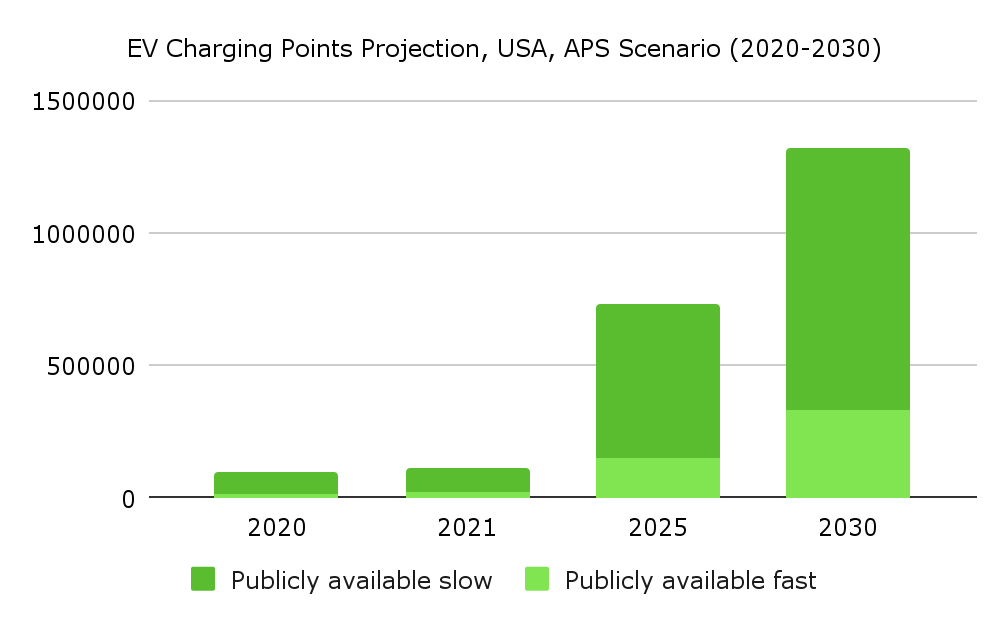 EV Charging Points Projection, USA, APS Scenario (2020-2030)
1500000
1000000
500000
0
2020 2021 2025 2030
Publicly available slow Publicly available fast